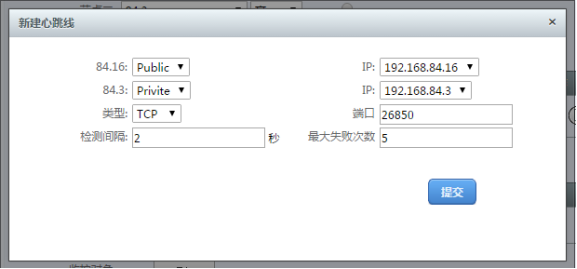 新建心跳线 ×
84.16: Public ▼ IP: 192.168.84.16 ▼
84.3: Privite ▼ IP: 192.168.84.3 ▼
类型: TCP ▼ 端口 26850
检测间隔: 2 秒 最大失败次数 5
提交